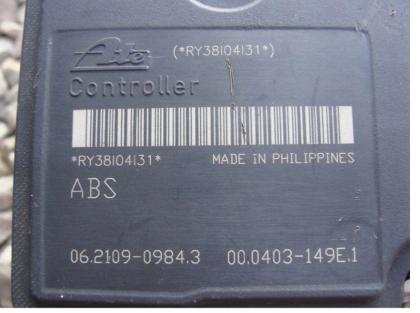 Ate (*RY38104131*)
Controller
*RY38104131* MADE IN PHILIPPINES
ABS
06.2109-0984.3 00.0403-149E.1